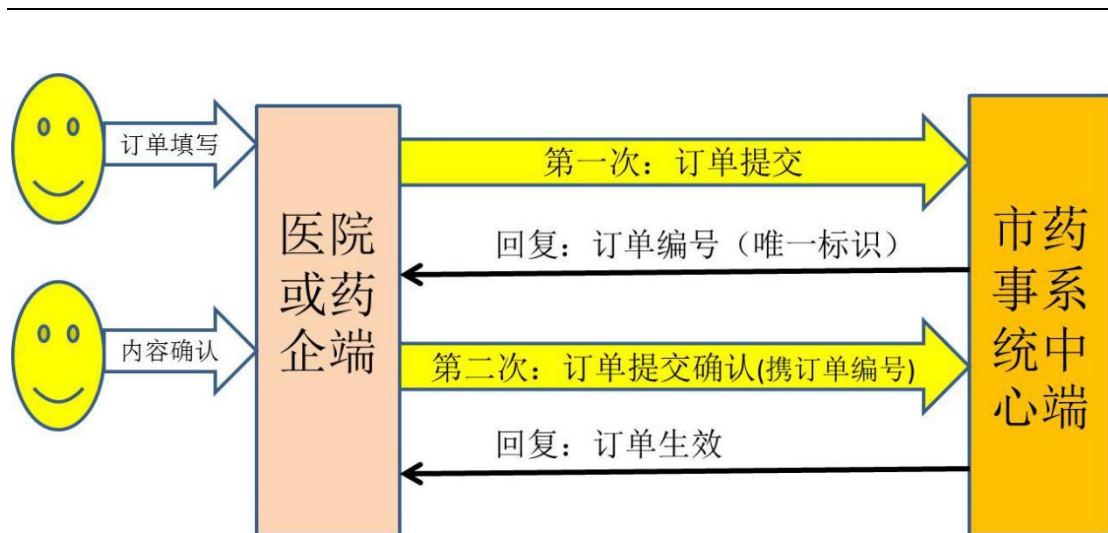 订单填写
第一次：订单提交
回复：订单编号（唯一标识）
医院
或药
企端
市药
事系
统中
心端
内容确认
第二次：订单提交确认(携订单编号)
回复：订单生效